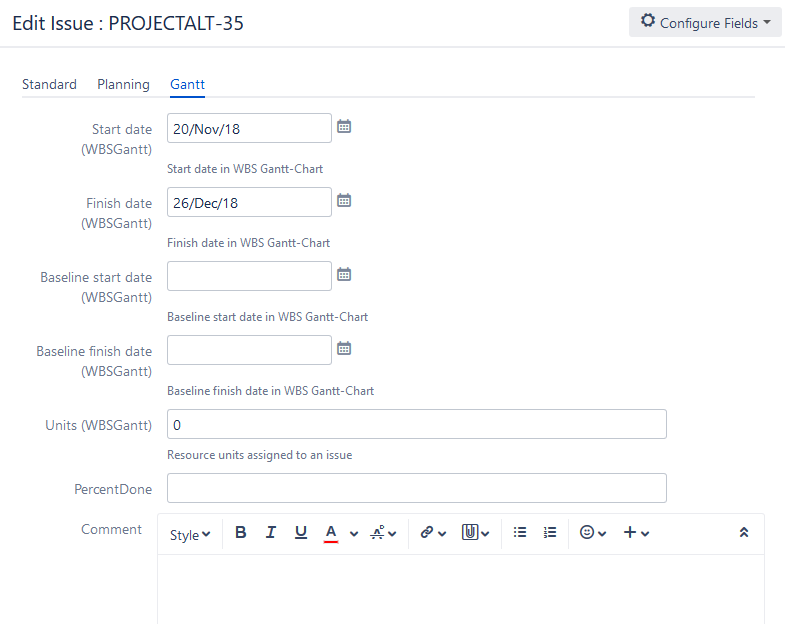 Edit Issue : PROJECTALT-35
Configure Fields
Standard Planning Gantt
Start date
(WBSGantt)
20/Nov/18
Start date in WBS Gantt-Chart
Finish date
(WBSGantt)
26/Dec/18
Finish date in WBS Gantt-Chart
Baseline start date
(WBSGantt)
Baseline start date in WBS Gantt-Chart
Baseline finish date
(WBSGantt)
Baseline finish date in WBS Gantt-Chart
Units (WBSGantt)
0
Resource units assigned to an issue
PercentDone
Comment
Style B I U A